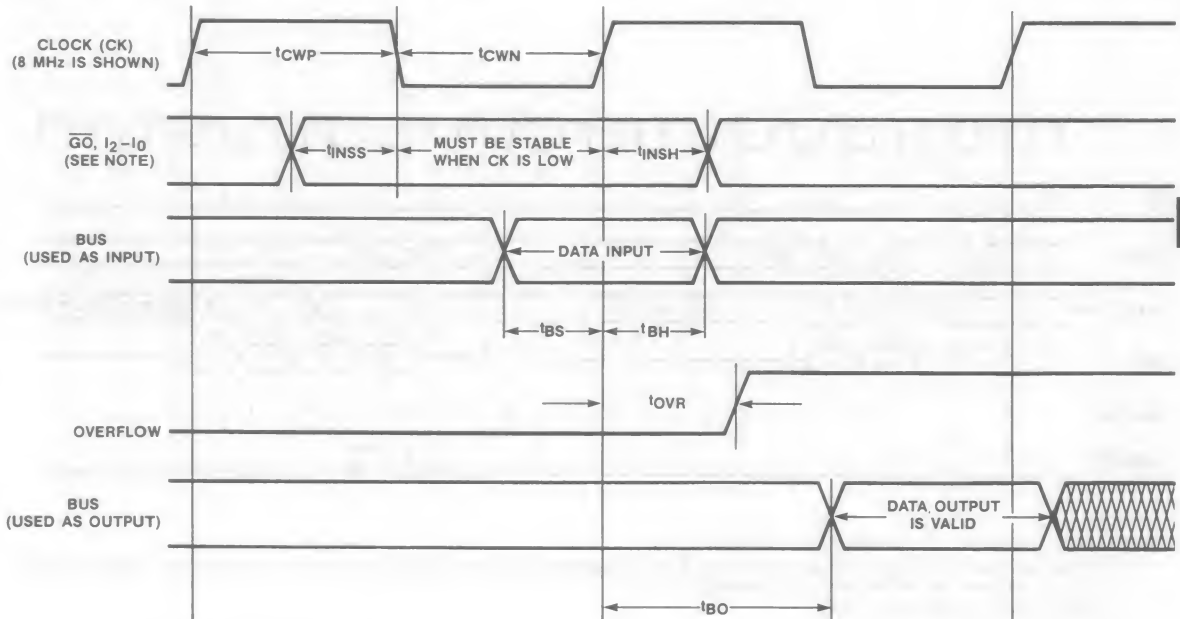 CLOCK (CK)
(8 MHz IS SHOWN)
tCWP
tCWN
GO, I2–I0
(SEE NOTE)
tINSS
MUST BE STABLE
WHEN CK IS LOW
tINSH
BUS
(USED AS INPUT)
DATA INPUT
tBS
tBH
tOVR
OVERFLOW
BUS
(USED AS OUTPUT)
DATA OUTPUT
IS VALID
tBO